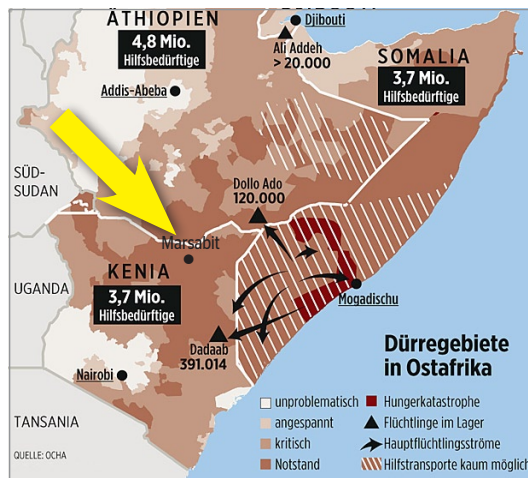 ÄTHIOPIEN
4,8 Mio.
Hilfsbedürftige
Addis-Abeba
Djibouti
Ali Addeh
> 20.000
SOMALIA
3,7 Mio.
Hilfsbedürftige
SÜD-
SUDAN
Dollo Ado
120.000
Marsabit
KENIA
3,7 Mio.
Hilfsbedürftige
UGANDA
Mogadischu
Dadaab
391.014
Nairobi
TANSANIA
QUELLE: OCHA
Dürregebiete
in Ostafrika
unproblematisch
angespannt
kritisch
Notstand
Hungerkatastrophe
Flüchtlinge im Lager
Hauptflüchtlingsströme
Hilfstransporte kaum möglich